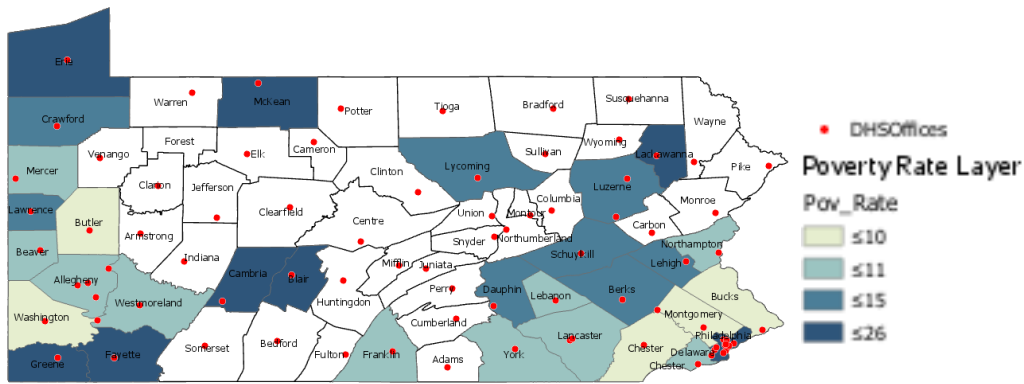 Erie
Warren
McKean
Potter
Tioga
Bradford
Susquehanna
Wayne
Crawford
Forest
Elk
Cameron
Sullivan
Wyoming
Lackawanna
Pike
Venango
Mercer
Clarion
Jefferson
Clinton
Lycoming
Luzerne
Columbia
Monroe
Lawrence
Butler
Clearfield
Centre
Union
Montour
Carbon
Armstrong
Snyder
Northumberland
Northampton
Beaver
Indiana
Mifflin
Juniata
Schuylkill
Lehigh
Allegheny
Cambria
Blair
Huntingdon
Perry
Dauphin
Lebanon
Berks
Bucks
Westmoreland
Washington
Cumberland
Montgomery
Philadelphia
Greene
Fayette
Somerset
Bedford
Fulton
Franklin
Adams
York
Lancaster
Chester
Delaware
Chester
DHSOffices
Poverty Rate Layer
Pov_Rate
≤10
≤11
≤15
≤26